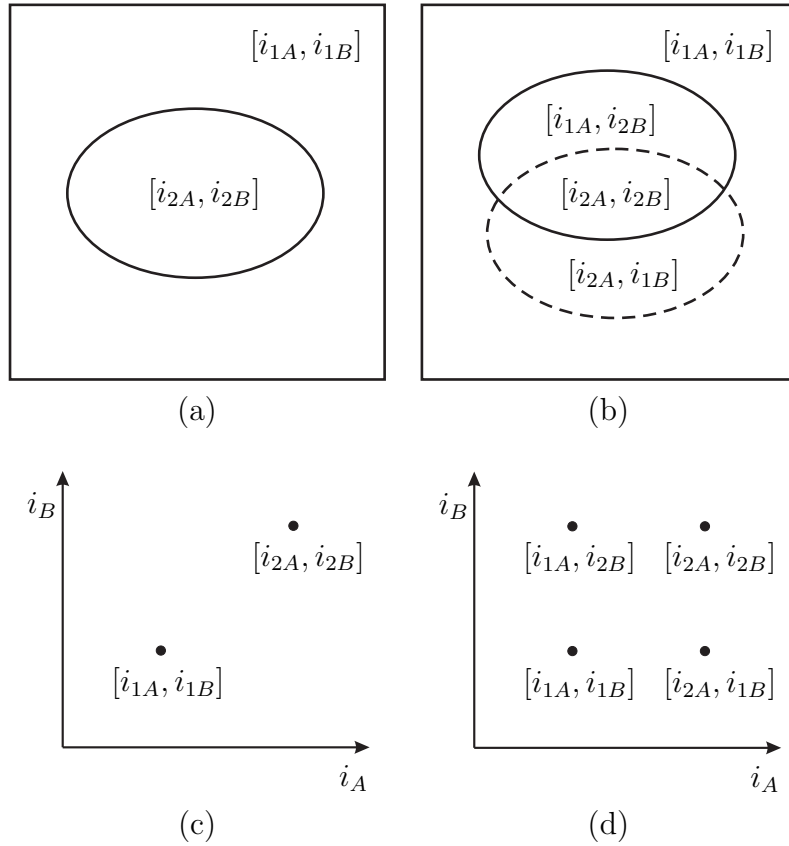 [i_{1A}, i_{1B}]
[i_{2A}, i_{2B}]
(a)
[i_{1A}, i_{1B}]
[i_{1A}, i_{2B}]
[i_{2A}, i_{2B}]
[i_{2A}, i_{1B}]
(b)
i_B
[i_{2A}, i_{2B}]
[i_{1A}, i_{1B}]
i_A
(c)
i_B
[i_{1A}, i_{2B}] [i_{2A}, i_{2B}]
[i_{1A}, i_{1B}] [i_{2A}, i_{1B}]
i_A
(d)